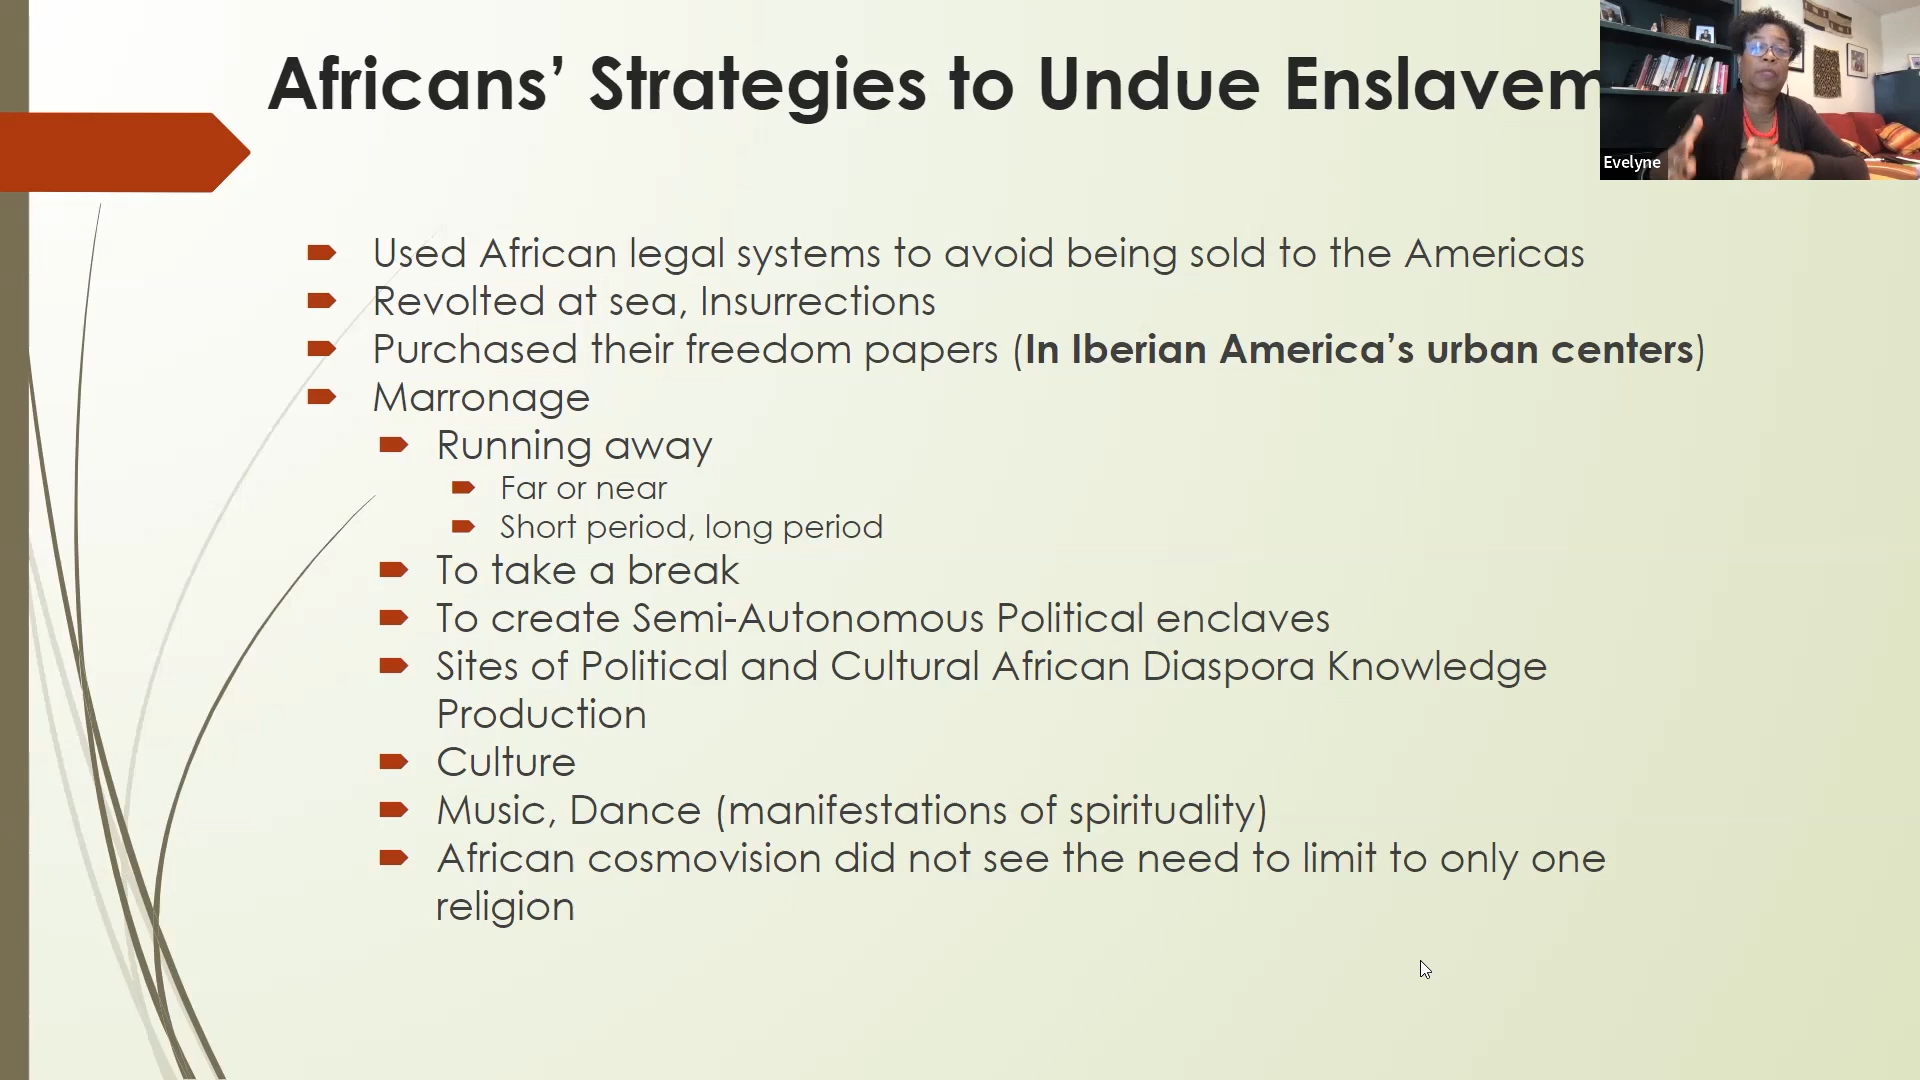 Africans’ Strategies to Undue Enslavem
Evelyne
Used African legal systems to avoid being sold to the Americas
Revolted at sea, Insurrections
Purchased their freedom papers (In Iberian America’s urban centers)
Marronage
Running away
Far or near
Short period, long period
To take a break
To create Semi-Autonomous Political enclaves
Sites of Political and Cultural African Diaspora Knowledge
Production
Culture
Music, Dance (manifestations of spirituality)
African cosmovision did not see the need to limit to only one
religion